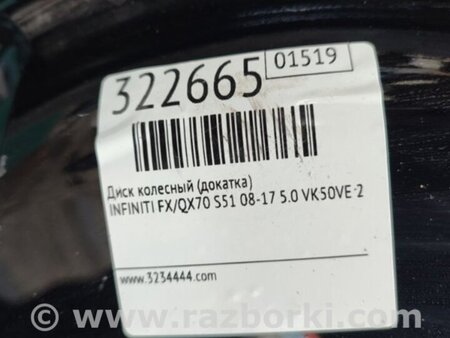 322665
01519
Диск колесный (докатка)
INFINITI FX/QX70 S51 08-17 5.0 VK50VE-2
www.3234444.com
© www.razborki.com